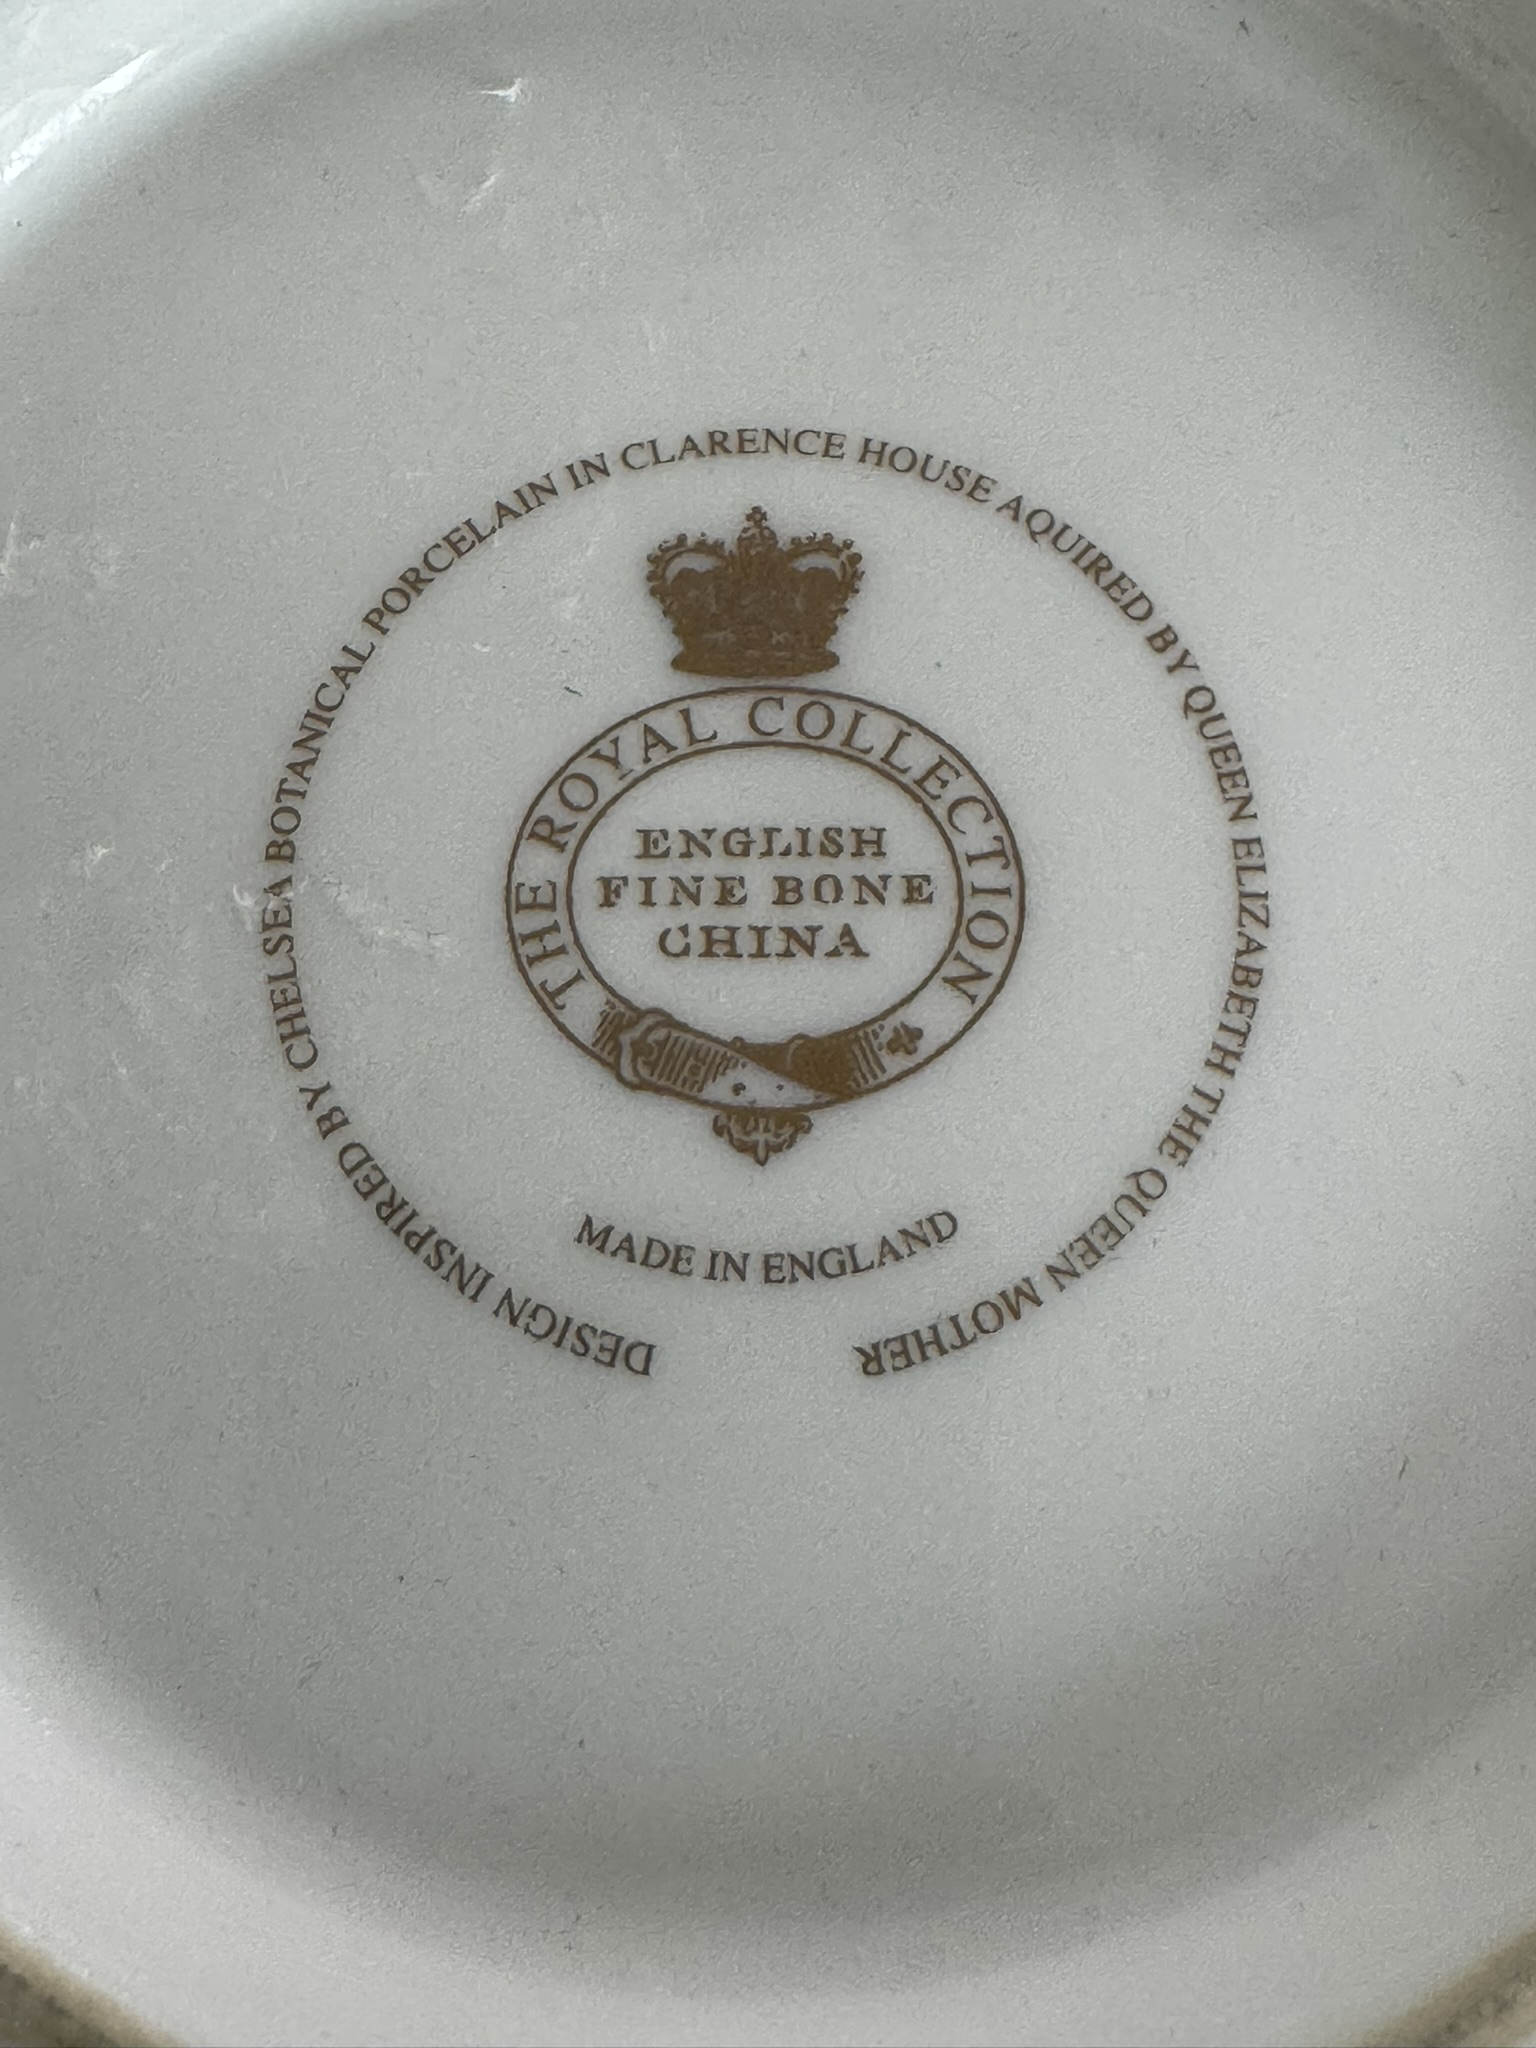 DESIGN INSPIRED BY CHELSEA BOTANICAL PORCELAIN IN CLARENCE HOUSE AQUIRED BY QUEEN ELIZABETH THE QUEEN MOTHER
THE ROYAL COLLECTION
ENGLISH
FINE BONE
CHINA
MADE IN ENGLAND